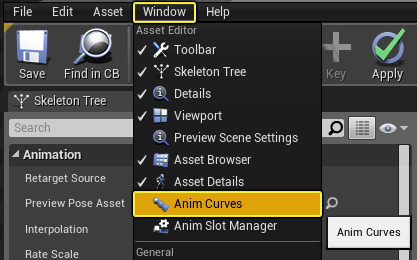 File Edit Asset Window Help
Asset Editor
Save
Find in CB
Key
Apply
Toolbar
Skeleton Tree
Details
Viewport
Preview Scene Settings
Asset Browser
Asset Details
Anim Curves
Anim Slot Manager
General
Skeleton Tree
Search
Animation
Retarget Source
Preview Pose Asset
Interpolation
Rate Scale
Anim Curves